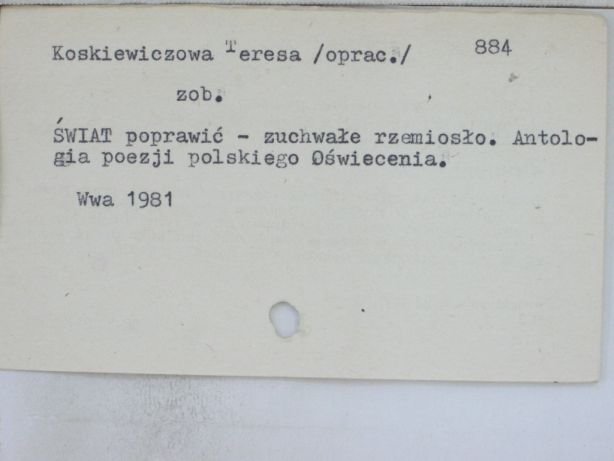 Koskiewiczowa Teresa /oprac./ 884
zob.
ŚWIAT poprawić - zuchwałe rzemiosło. Antolo-
gia poezji polskiego Oświecenia.
Wwa 1981